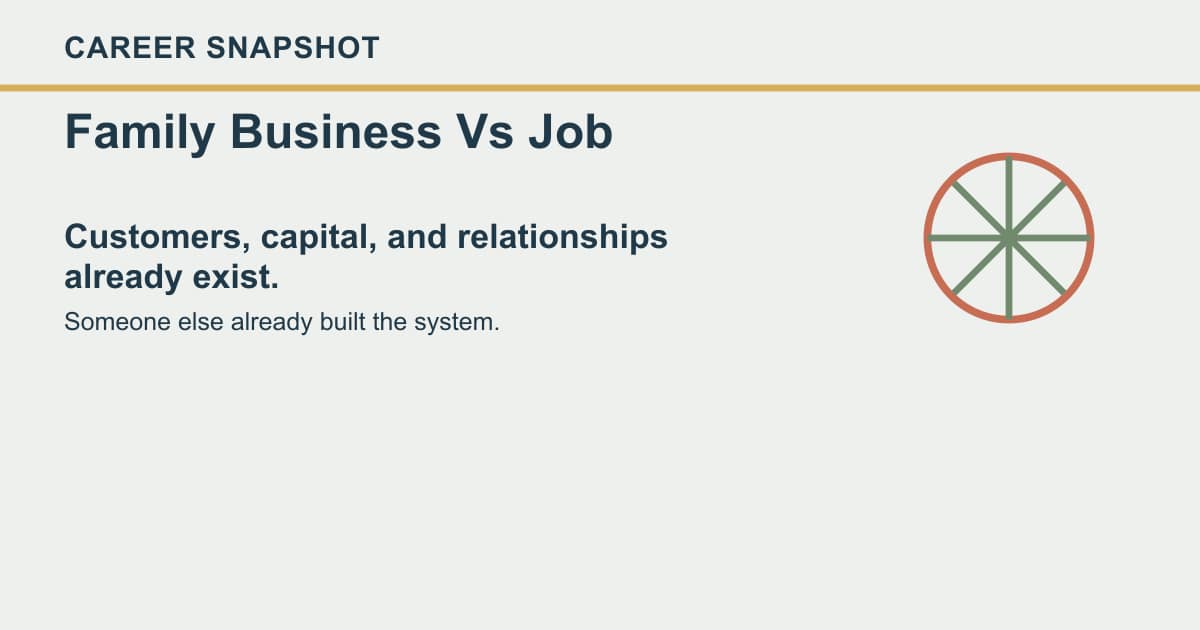 CAREER SNAPSHOT
Family Business Vs Job
Customers, capital, and relationships
already exist.
Someone else already built the system.